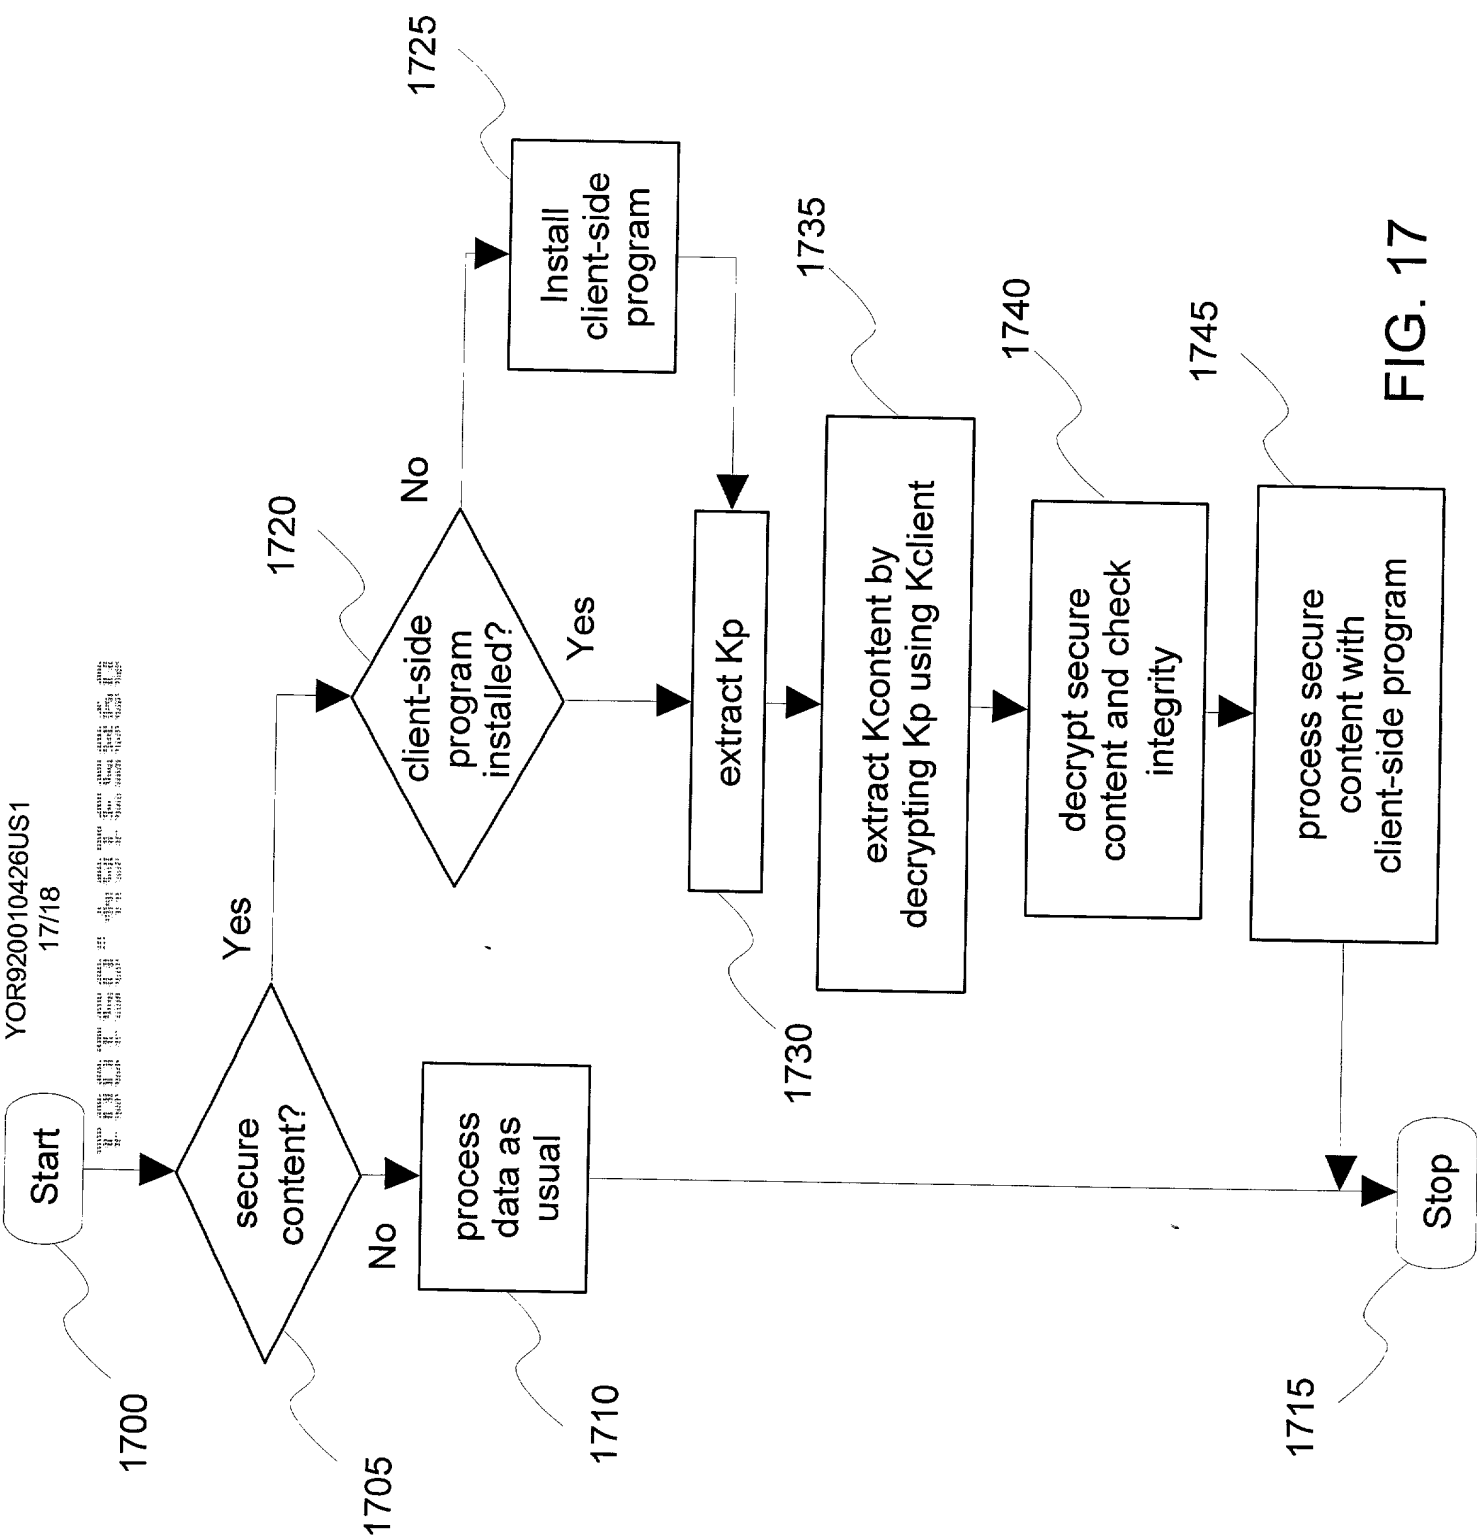 YOR920010426US1
17/18
Start
1700
secure
content?
1705
Yes
No
process
data as
usual
1710
client-side
program
installed?
1720
No
Yes
Install
client-side
program
1725
extract Kp
1730
extract Kcontent by
decrypting Kp using Kclient
1735
decrypt secure
content and check
integrity
1740
process secure
content with
client-side program
1745
Stop
1715
FIG. 17